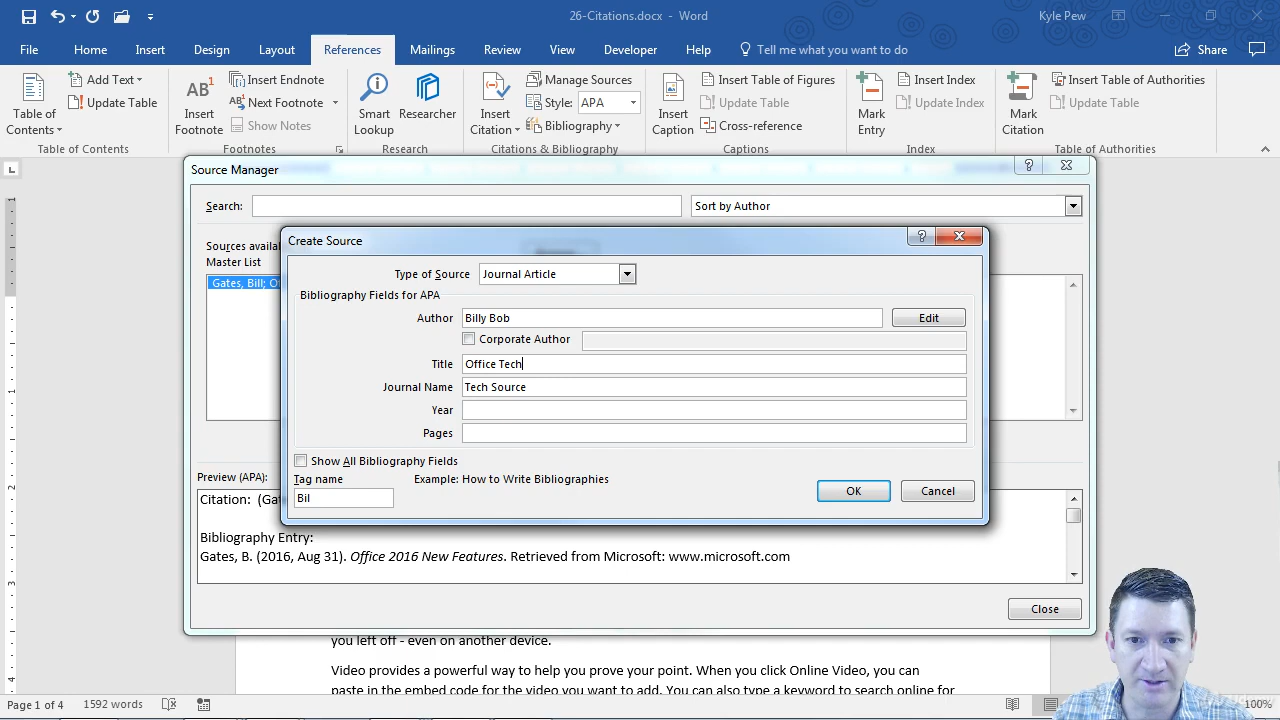 26-Citations.docx - Word
Kyle Pew
File Home Insert Design Layout References Mailings Review View Developer Help Tell me what you want to do Share
Table of Contents
Add Text
Update Table
Table of Contents
AB1
Insert Footnote
Insert Endnote
Next Footnote
Show Notes
Footnotes
Smart Lookup
Researcher
Research
Insert Citation
Manage Sources
Style: APA
Bibliography
Citations & Bibliography
Insert Caption
Insert Table of Figures
Update Table
Cross-reference
Captions
Mark Entry
Insert Index
Update Index
Index
Mark Citation
Insert Table of Authorities
Update Table
Table of Authorities
L
Source Manager
Search:
Sort by Author
Sources availa
Master List
Gates, Bill; O
Create Source
Type of Source Journal Article
Bibliography Fields for APA
Author Billy Bob Edit
Corporate Author
Title Office Tech
Journal Name Tech Source
Year
Pages
Show All Bibliography Fields
Tag name Example: How to Write Bibliographies
Bil
OK Cancel
Preview (APA):
Citation: (Ga
Bibliography Entry:
Gates, B. (2016, Aug 31). Office 2016 New Features. Retrieved from Microsoft: www.microsoft.com
Close
you left off - even on another device.
Video provides a powerful way to help you prove your point. When you click Online Video, you can
paste in the embed code for the video you want to add. You can also type a keyword to search online for
Page 1 of 4 1592 words 100%